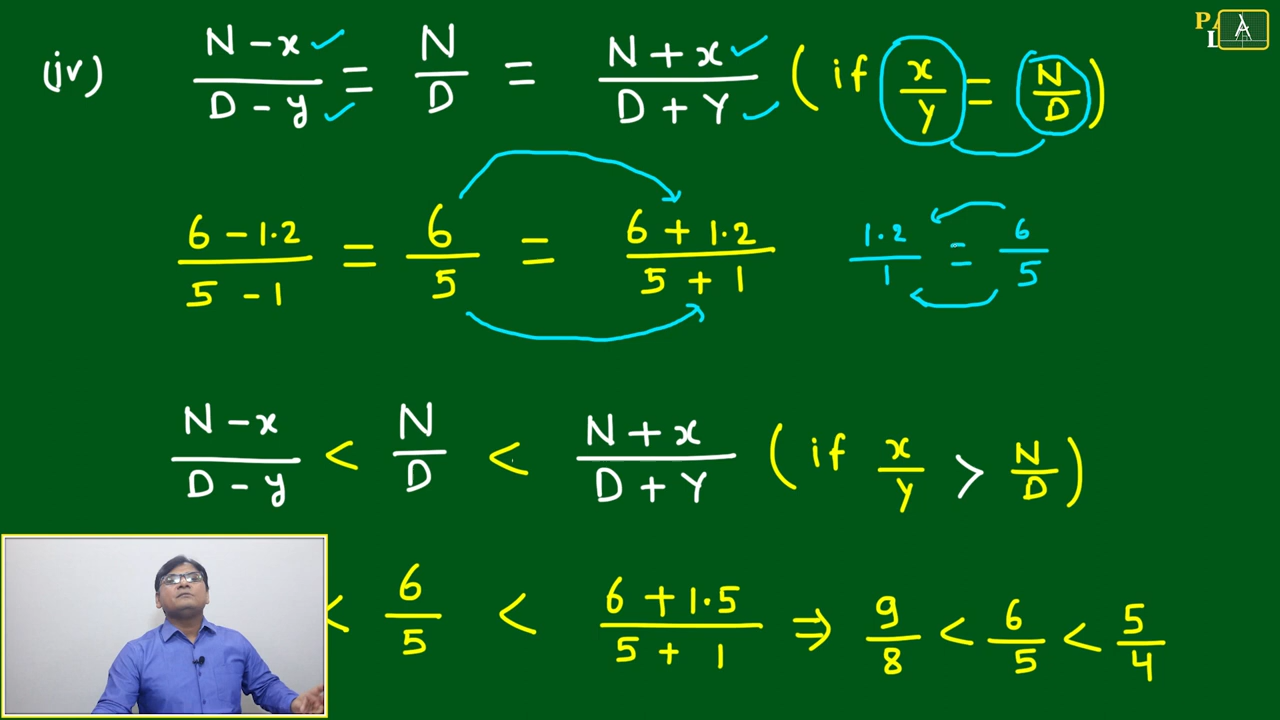 (iv) N - x / D - y = N / D = N + x / D + Y (if x / y = N / D)
6 - 1.2 / 5 - 1 = 6 / 5 = 6 + 1.2 / 5 + 1 1.2 / 1 = 6 / 5
N - x / D - y < N / D < N + x / D + Y (if x / y > N / D)
< 6 / 5 < 6 + 1.5 / 5 + 1 ⇒ 9 / 8 < 6 / 5 < 5 / 4